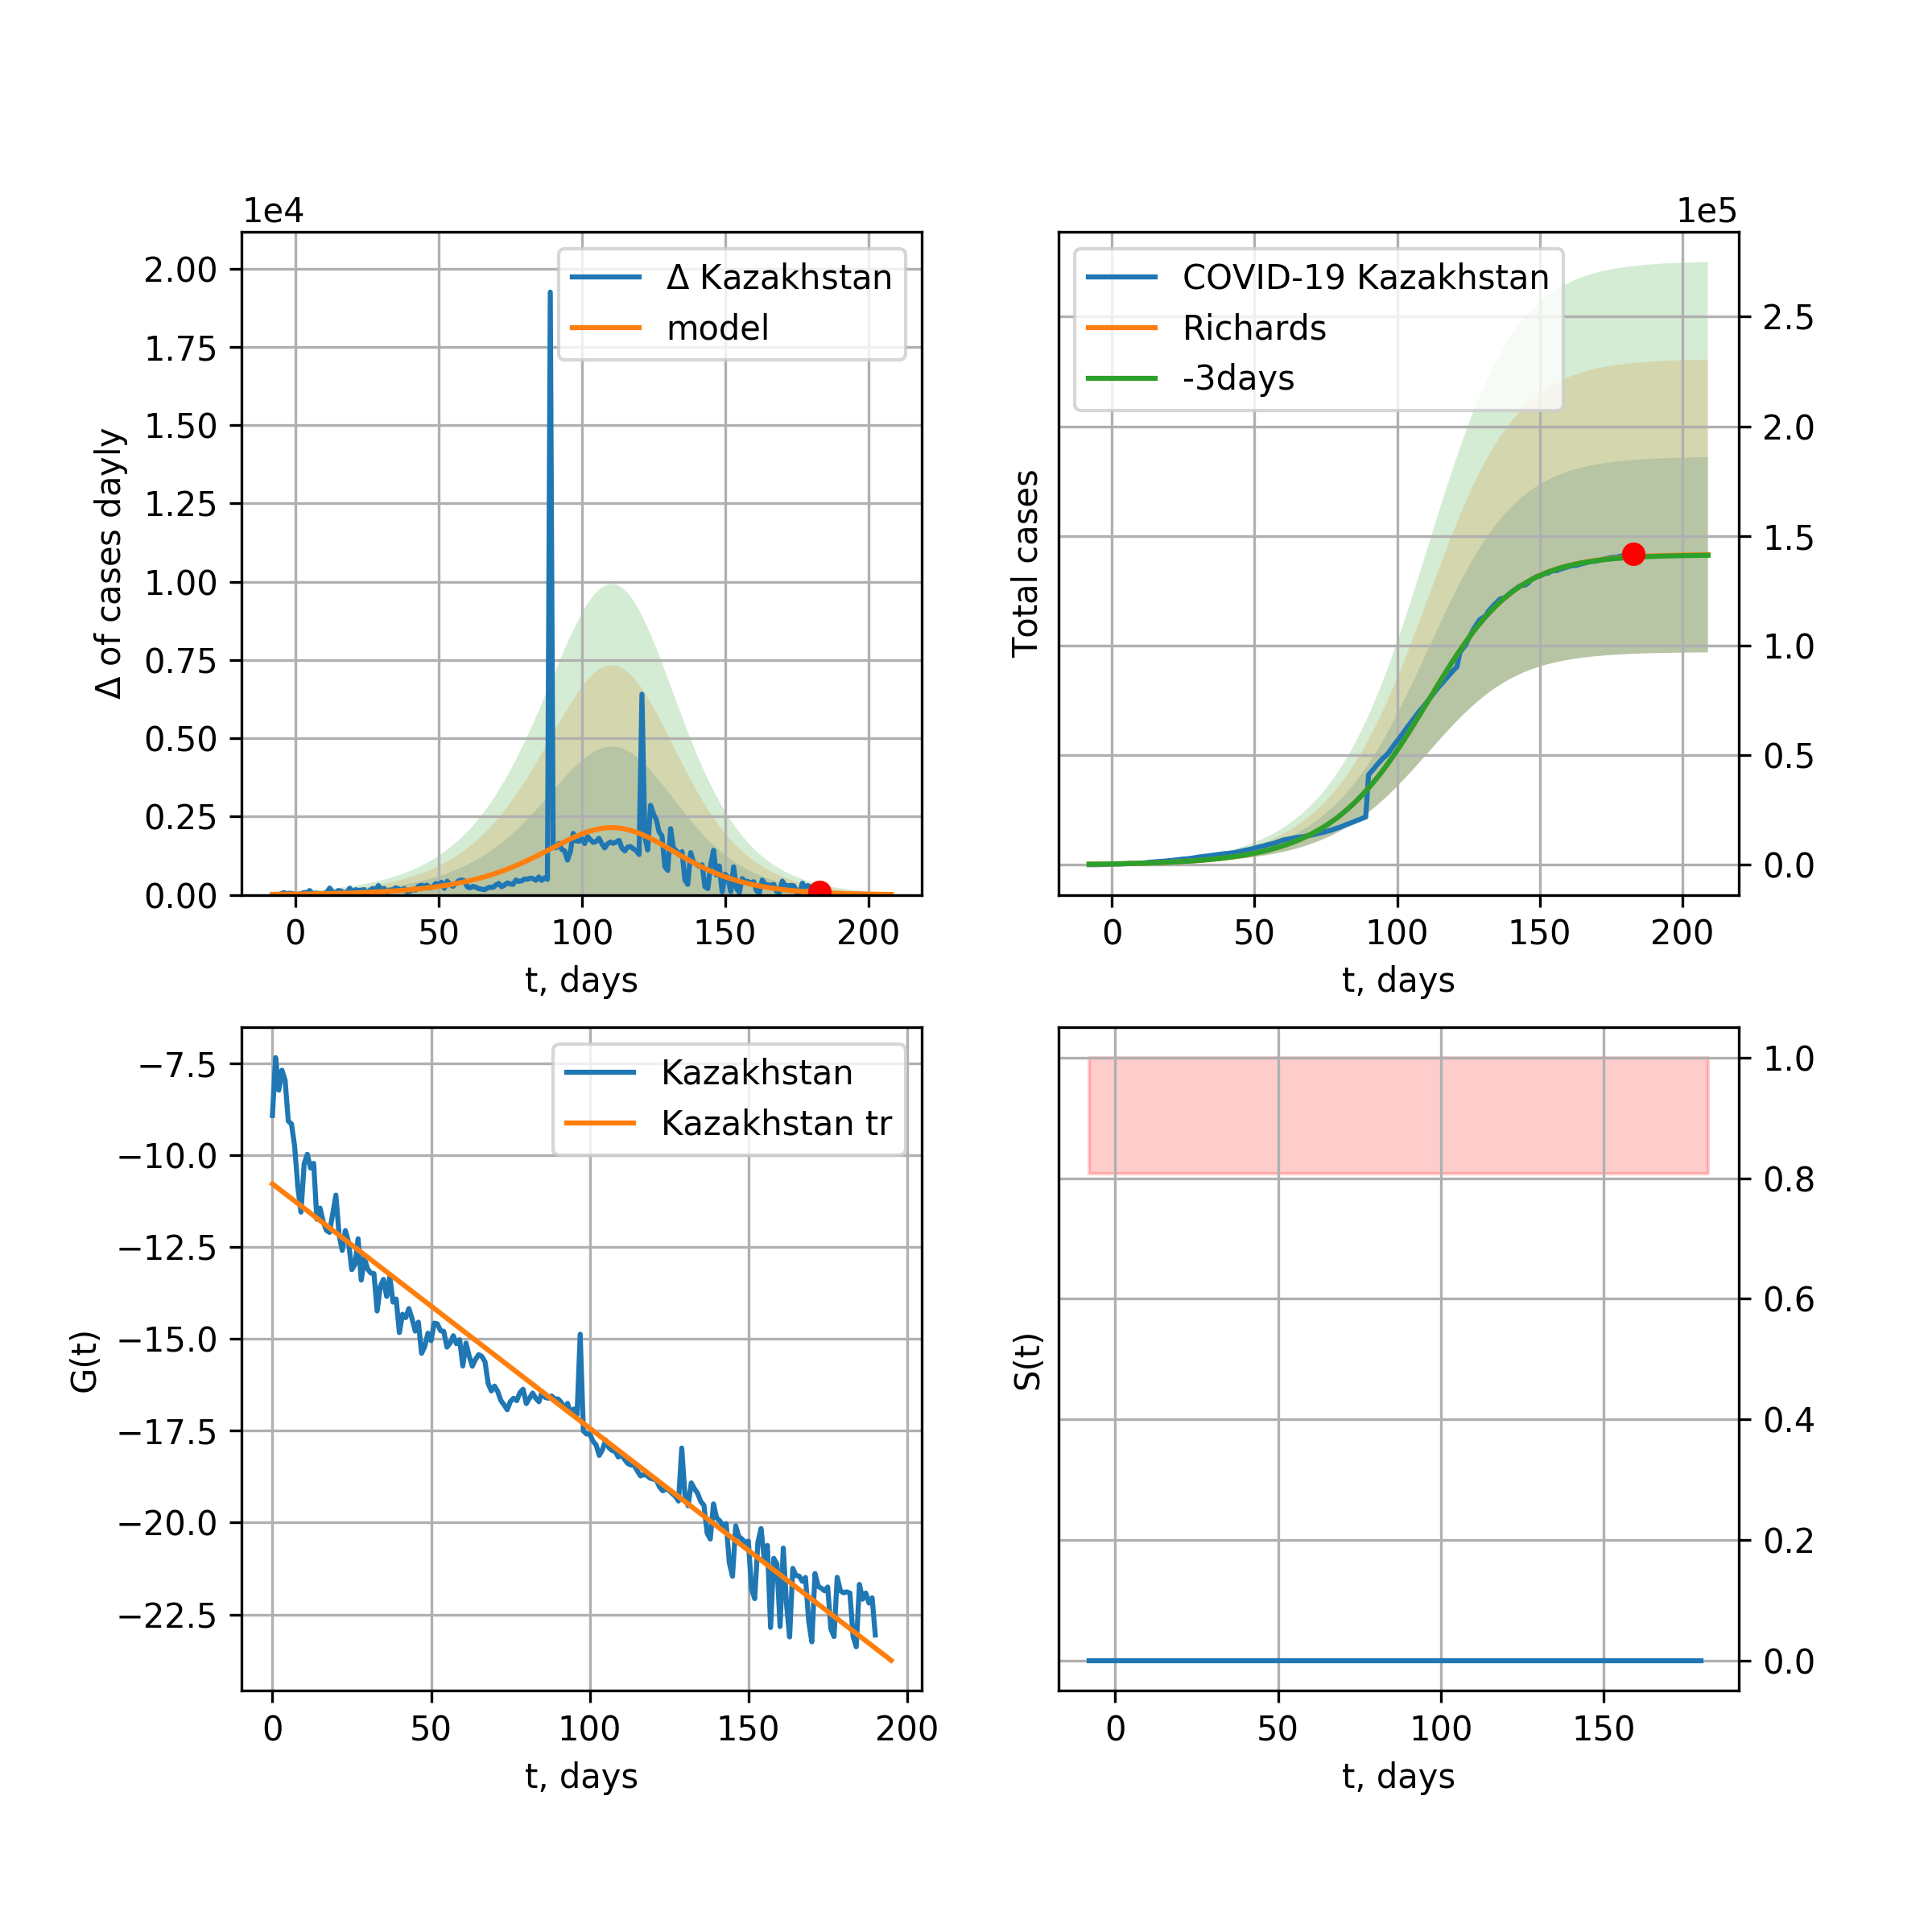 1e4
2.00
1.75
1.50
1.25
1.00
0.75
0.50
0.25
0.00
Δ of cases dayly
Δ Kazakhstan
model
0 50 100 150 200
t, days
1e5
COVID-19 Kazakhstan
Richards
-3days
Total cases
2.5
2.0
1.5
1.0
0.5
0.0
0 50 100 150 200
t, days
−7.5
−10.0
−12.5
−15.0
−17.5
−20.0
−22.5
G(t)
Kazakhstan
Kazakhstan tr
0 50 100 150 200
t, days
S(t)
1.0
0.8
0.6
0.4
0.2
0.0
0 50 100 150
t, days